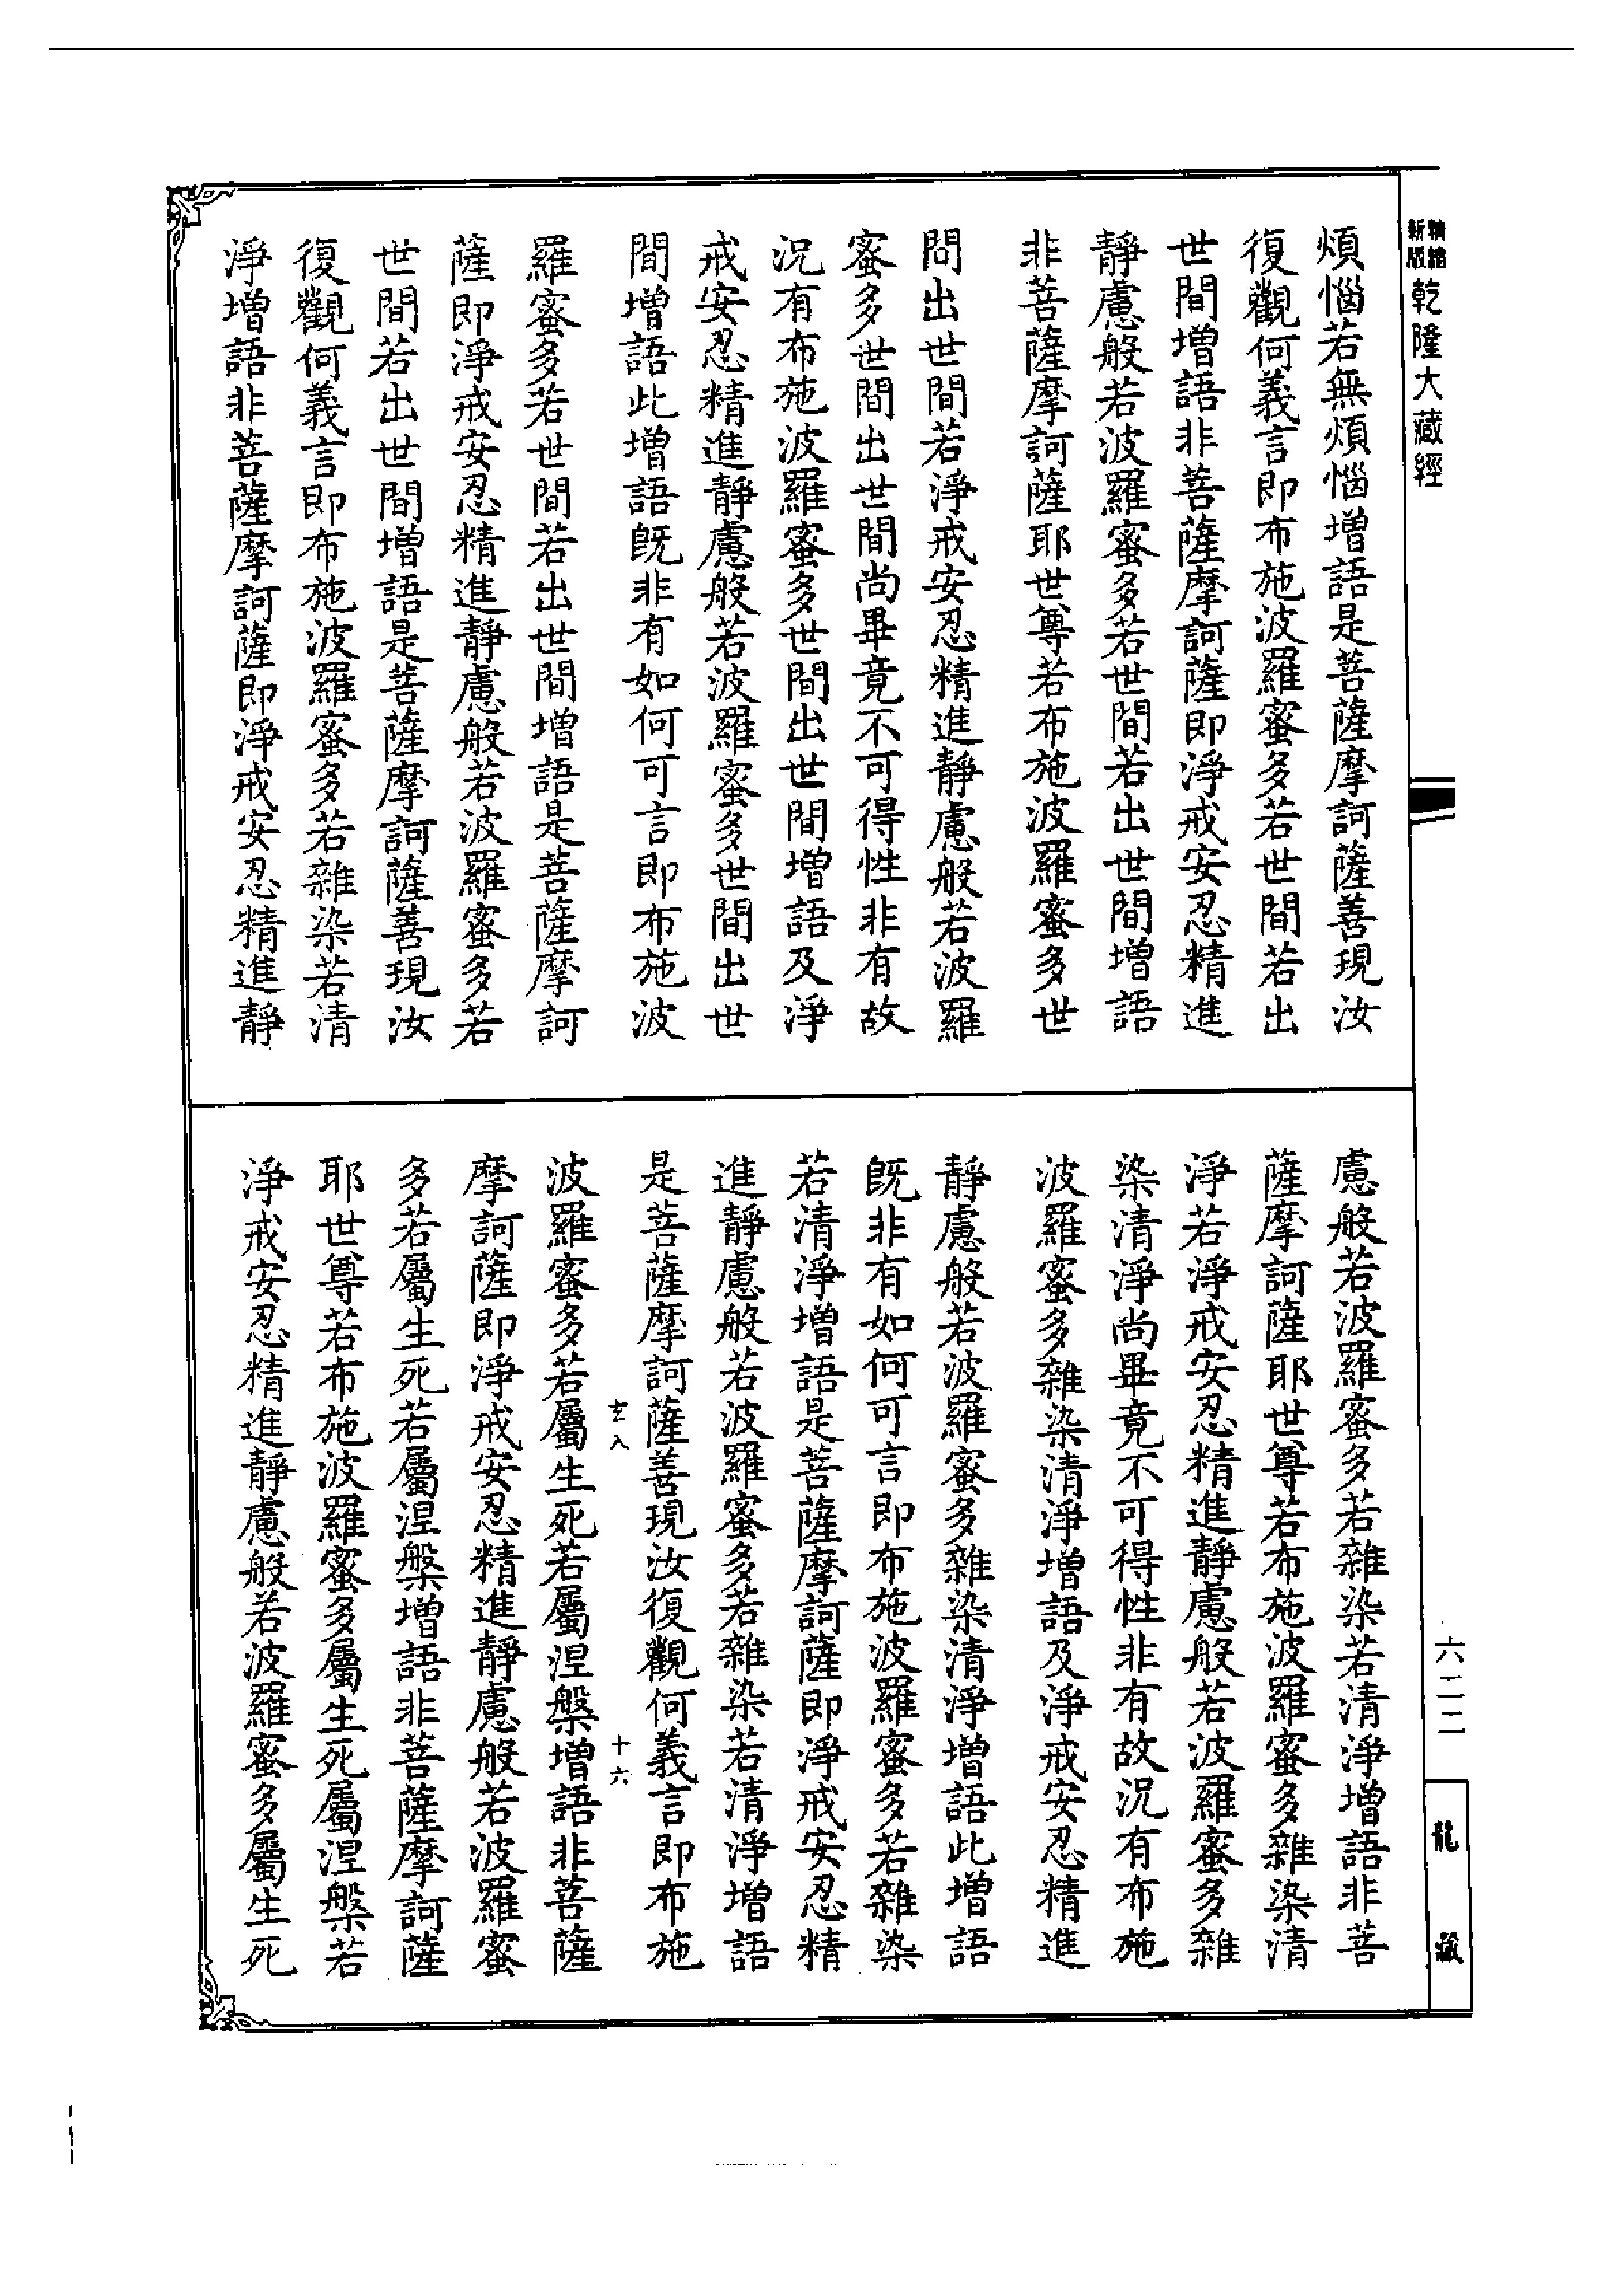 新版精縮乾隆大藏經
煩惱若無煩惱增語是菩薩摩訶薩善現汝
復觀何義言即布施波羅蜜多若世間若出
世間增語非菩薩摩訶薩即淨戒安忍精進
靜慮般若波羅蜜多若世間若出世間增語
非菩薩摩訶薩耶世尊若布施波羅蜜多世
問出世間若淨戒安忍精進靜慮般若波羅
蜜多世間出世間尚畢竟不可得性非有故
況有布施波羅蜜多世間出世間增語及淨
戒安忍精進靜慮般若波羅蜜多世間出世
間增語此增語既非有如何可言即布施波
羅蜜多若世間若出世間增語是菩薩摩訶
薩即淨戒安忍精進靜慮般若波羅蜜多若
世間若出世間增語是菩薩摩訶薩善現汝
復觀何義言即布施波羅蜜多若雜染若清
淨增語非菩薩摩訶薩即淨戒安忍精進靜
慮般若波羅蜜多若雜染若清淨增語非菩
薩摩訶薩耶世尊若布施波羅蜜多雜染清
淨若淨戒安忍精進靜慮般若波羅蜜多雜
染清淨尚畢竟不可得性非有故況有布施
波羅蜜多雜染清淨增語及淨戒安忍精進
靜慮般若波羅蜜多雜染清淨增語此增語
既非有如何可言即布施波羅蜜多若雜染
若清淨增語是菩薩摩訶薩即淨戒安忍精
進靜慮般若波羅蜜多若雜染若清淨增語
是菩薩摩訶薩善現汝復觀何義言即布施
玄八 十六
波羅蜜多若屬生死若屬涅槃增語非菩薩
摩訶薩即淨戒安忍精進靜慮般若波羅蜜
多若屬生死若屬涅槃增語非菩薩摩訶薩
耶世尊若布施波羅蜜多屬生死屬涅槃若
淨戒安忍精進靜慮般若波羅蜜多屬生死
六二二
龍藏